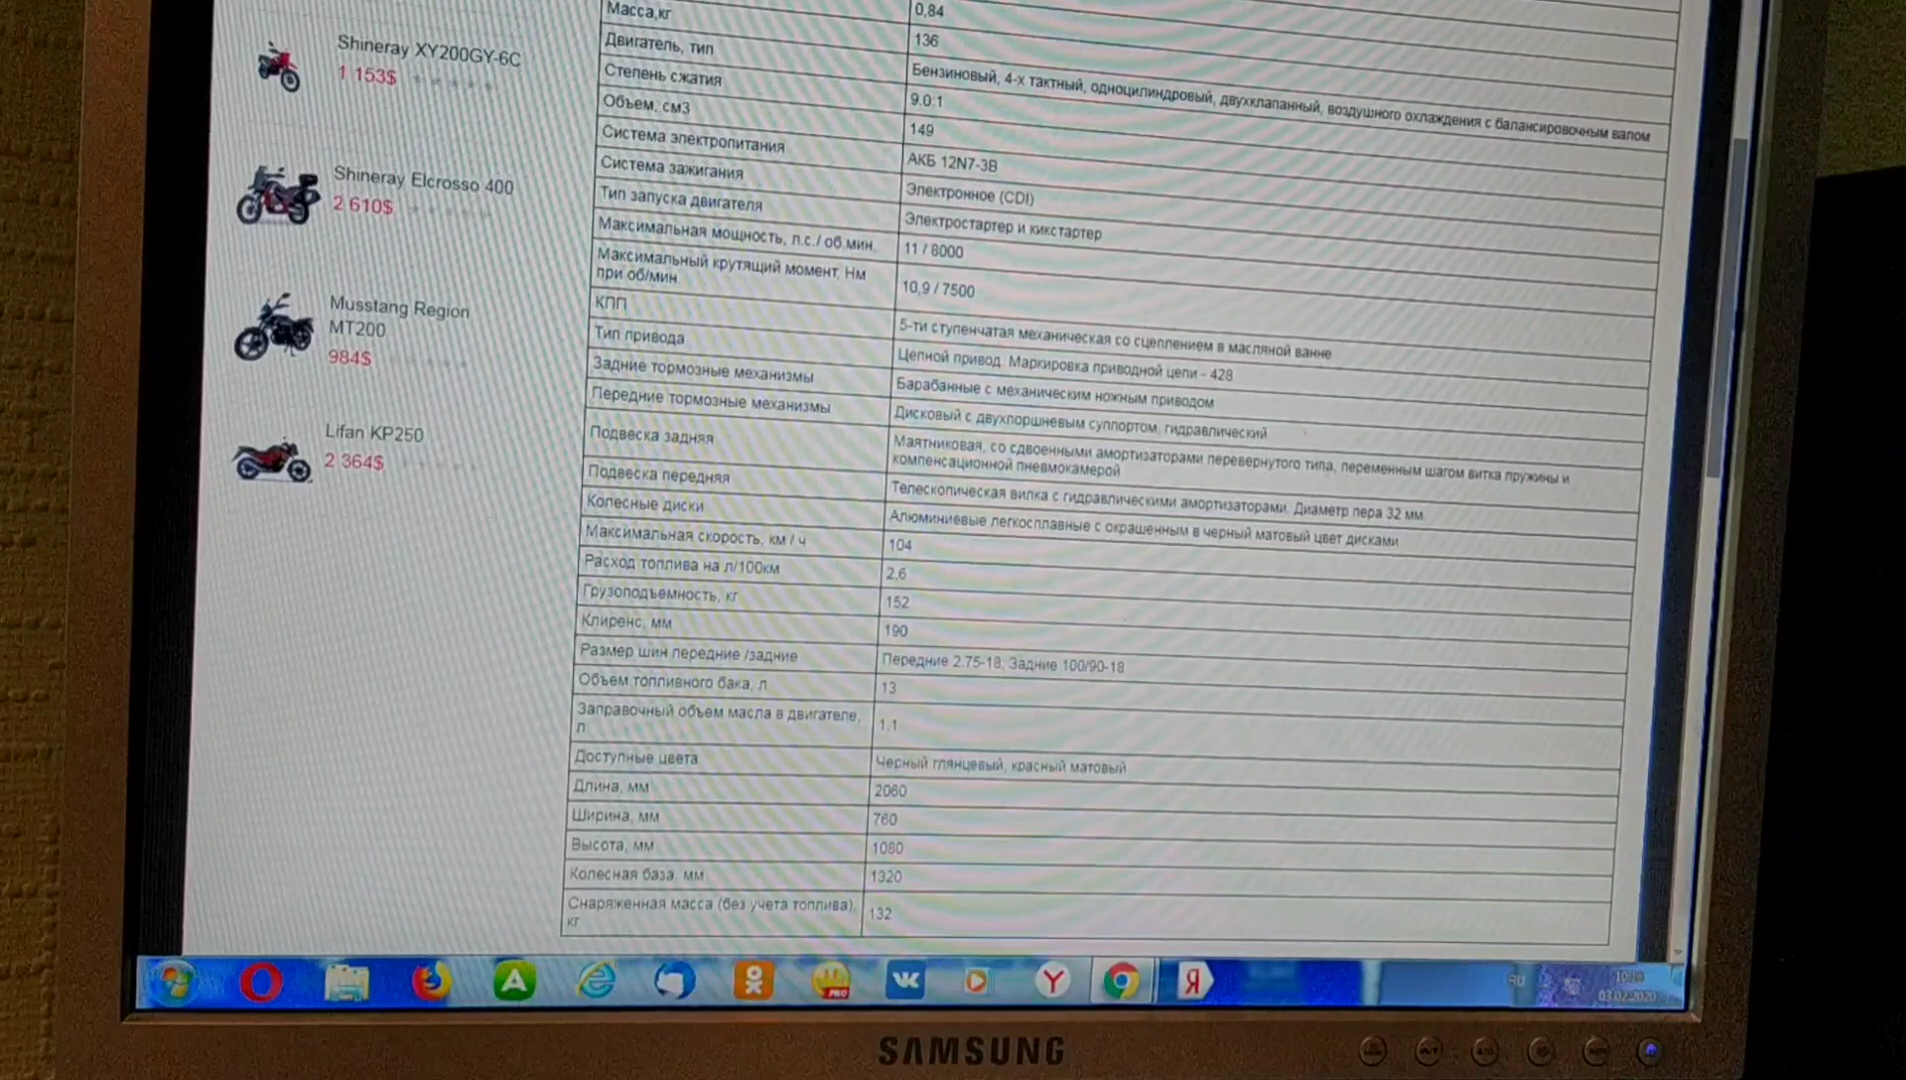 Shineray XY200GY-6C
1 153$
Shineray Elcrosso 400
2 610$
Musstang Region
MT200
984$
Lifan KP250
2 364$
0,84
Масса,кг
136
Двигатель, тип
Бензиновый, 4-х тактный, одноцилиндровый, двухклапанный, воздушного охлаждения с балансировочным валом
Степень сжатия
9.0:1
Объем, см3
149
Система электропитания
АКБ 12N7-3B
Система зажигания
Электронное (CDI)
Тип запуска двигателя
Электростартер и кикстартер
Максимальная мощность, л.с./ об.мин.
11 / 8000
Максимальный крутящий момент, Нм
при об/мин.
10,9 / 7500
КПП
5-ти ступенчатая механическая со сцеплением в масляной ванне
Тип привода
Цепной привод. Маркировка приводной цепи - 428
Задние тормозные механизмы
Барабанные с механическим ножным приводом
Передние тормозные механизмы
Дисковый с двухпоршневым суппортом, гидравлический
Подвеска задняя
Маятниковая, со сдвоенными амортизаторами перевернутого типа, переменным шагом витка пружины и
компенсационной пневмокамерой
Подвеска передняя
Телескопическая вилка с гидравлическими амортизаторами. Диаметр пера 32 мм.
Колесные диски
Алюминиевые легкосплавные с окрашенным в черный матовый цвет дисками
Максимальная скорость, км / ч
104
Расход топлива на л/100км
2,6
Грузоподъемность, кг
152
Клиренс, мм
190
Размер шин передние /задние
Передние 2.75-18; Задние 100/90-18
Объем топливного бака, л
13
Заправочный объем масла в двигателе,
л
1,1
Доступные цвета
Черный глянцевый, красный матовый
Длина, мм
2060
Ширина, мм
760
Высота, мм
1080
Колесная база, мм
1320
Снаряженная масса (без учета топлива),
кг
132
PRO
RU
03.02.2020
SAMSUNG